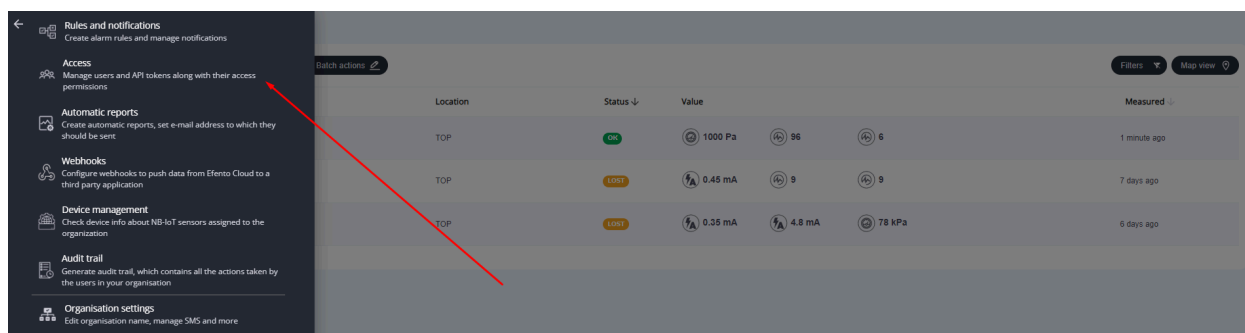 Rules and notifications
Create alarm rules and manage notifications
Access
Manage users and API tokens along with their access
permissions
Automatic reports
Create automatic reports, set e-mail address to which they
should be sent
Webhooks
Configure webhooks to push data from Efento Cloud to a
third party application
Device management
Check device info about NB-IoT sensors assigned to the
organization
Audit trail
Generate audit trail, which contains all the actions taken by
the users in your organisation
Organisation settings
Edit organisation name, manage SMS and more
Batch actions
Filters
Map view
Location Status Value Measured
TOP OK 1000 Pa 96 6 1 minute ago
TOP LOST 0.45 mA 9 9 7 days ago
TOP LOST 0.35 mA 4.8 mA 78 kPa 6 days ago